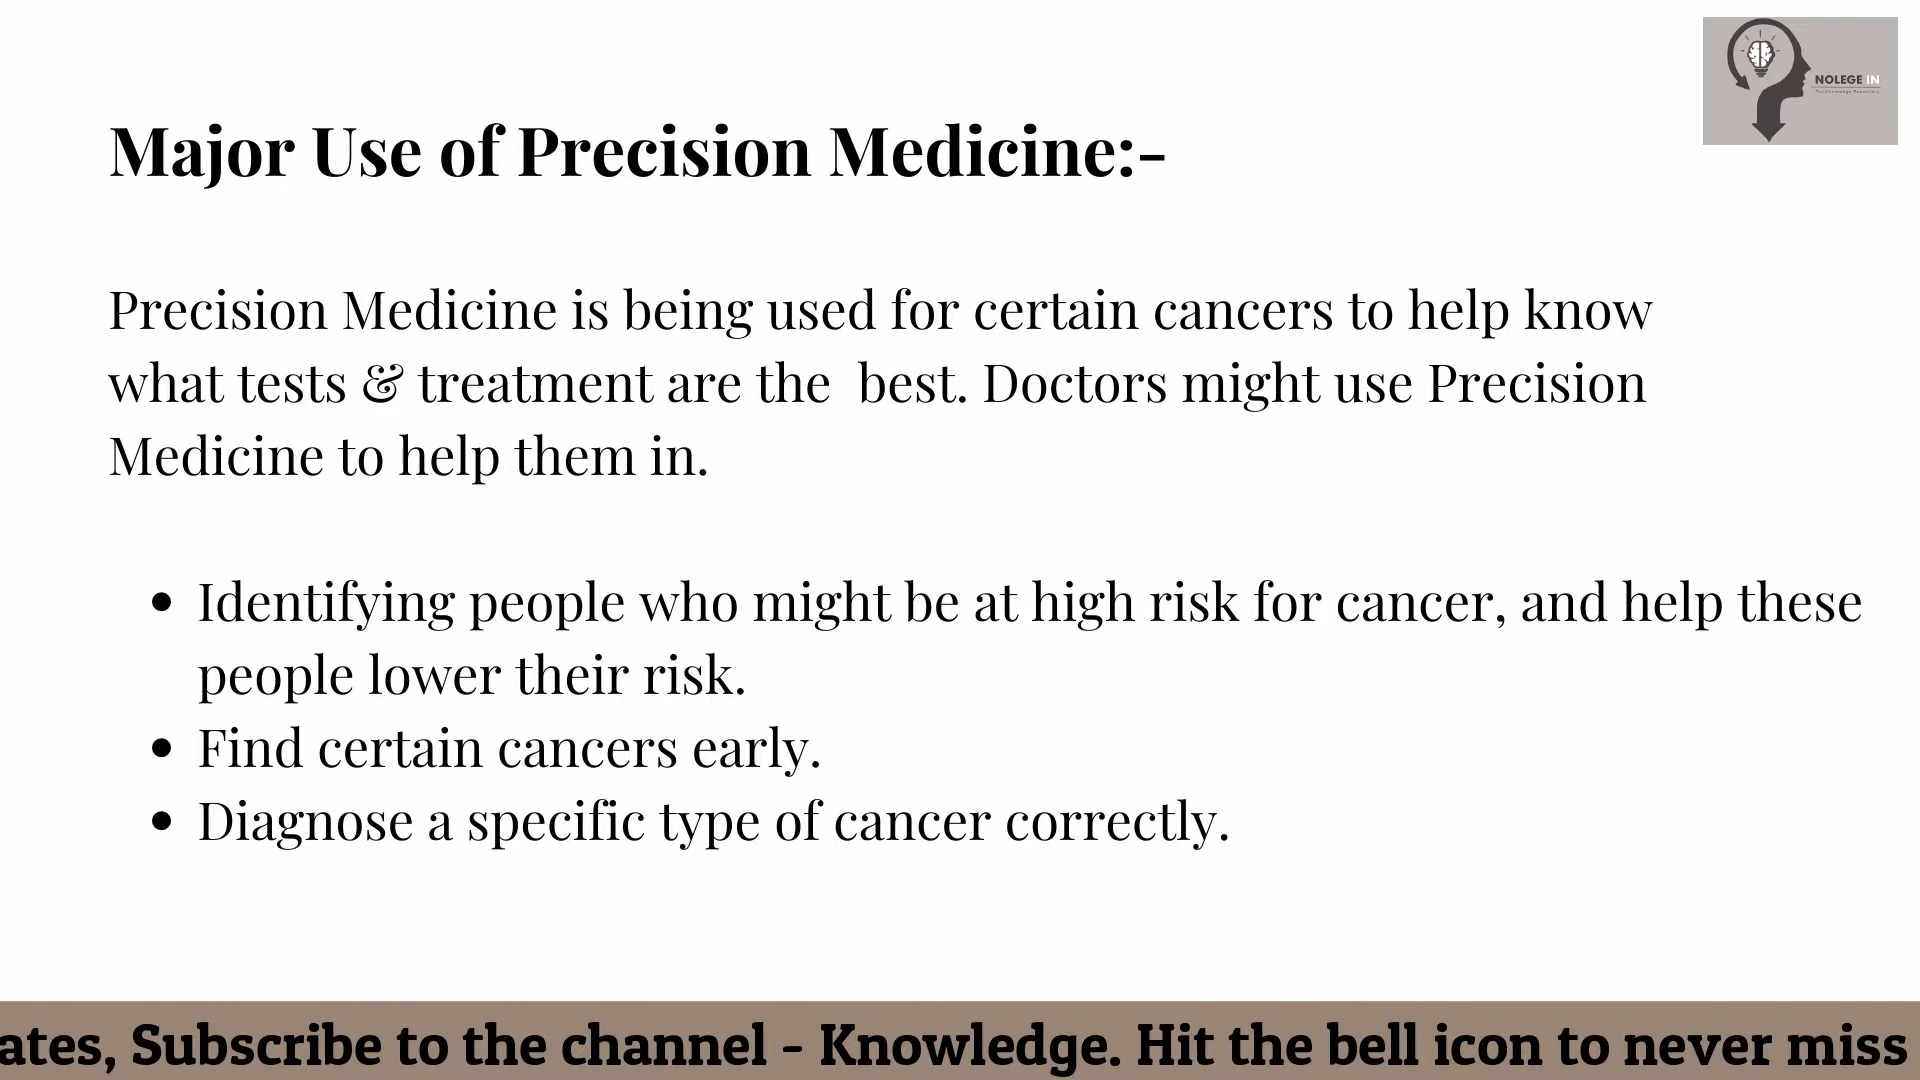 NOLEGE IN
The Knowledge Repository
Major Use of Precision Medicine:-
Precision Medicine is being used for certain cancers to help know
what tests & treatment are the  best. Doctors might use Precision
Medicine to help them in.
• Identifying people who might be at high risk for cancer, and help these
people lower their risk.
• Find certain cancers early.
• Diagnose a specific type of cancer correctly.
ates, Subscribe to the channel - Knowledge. Hit the bell icon to never miss